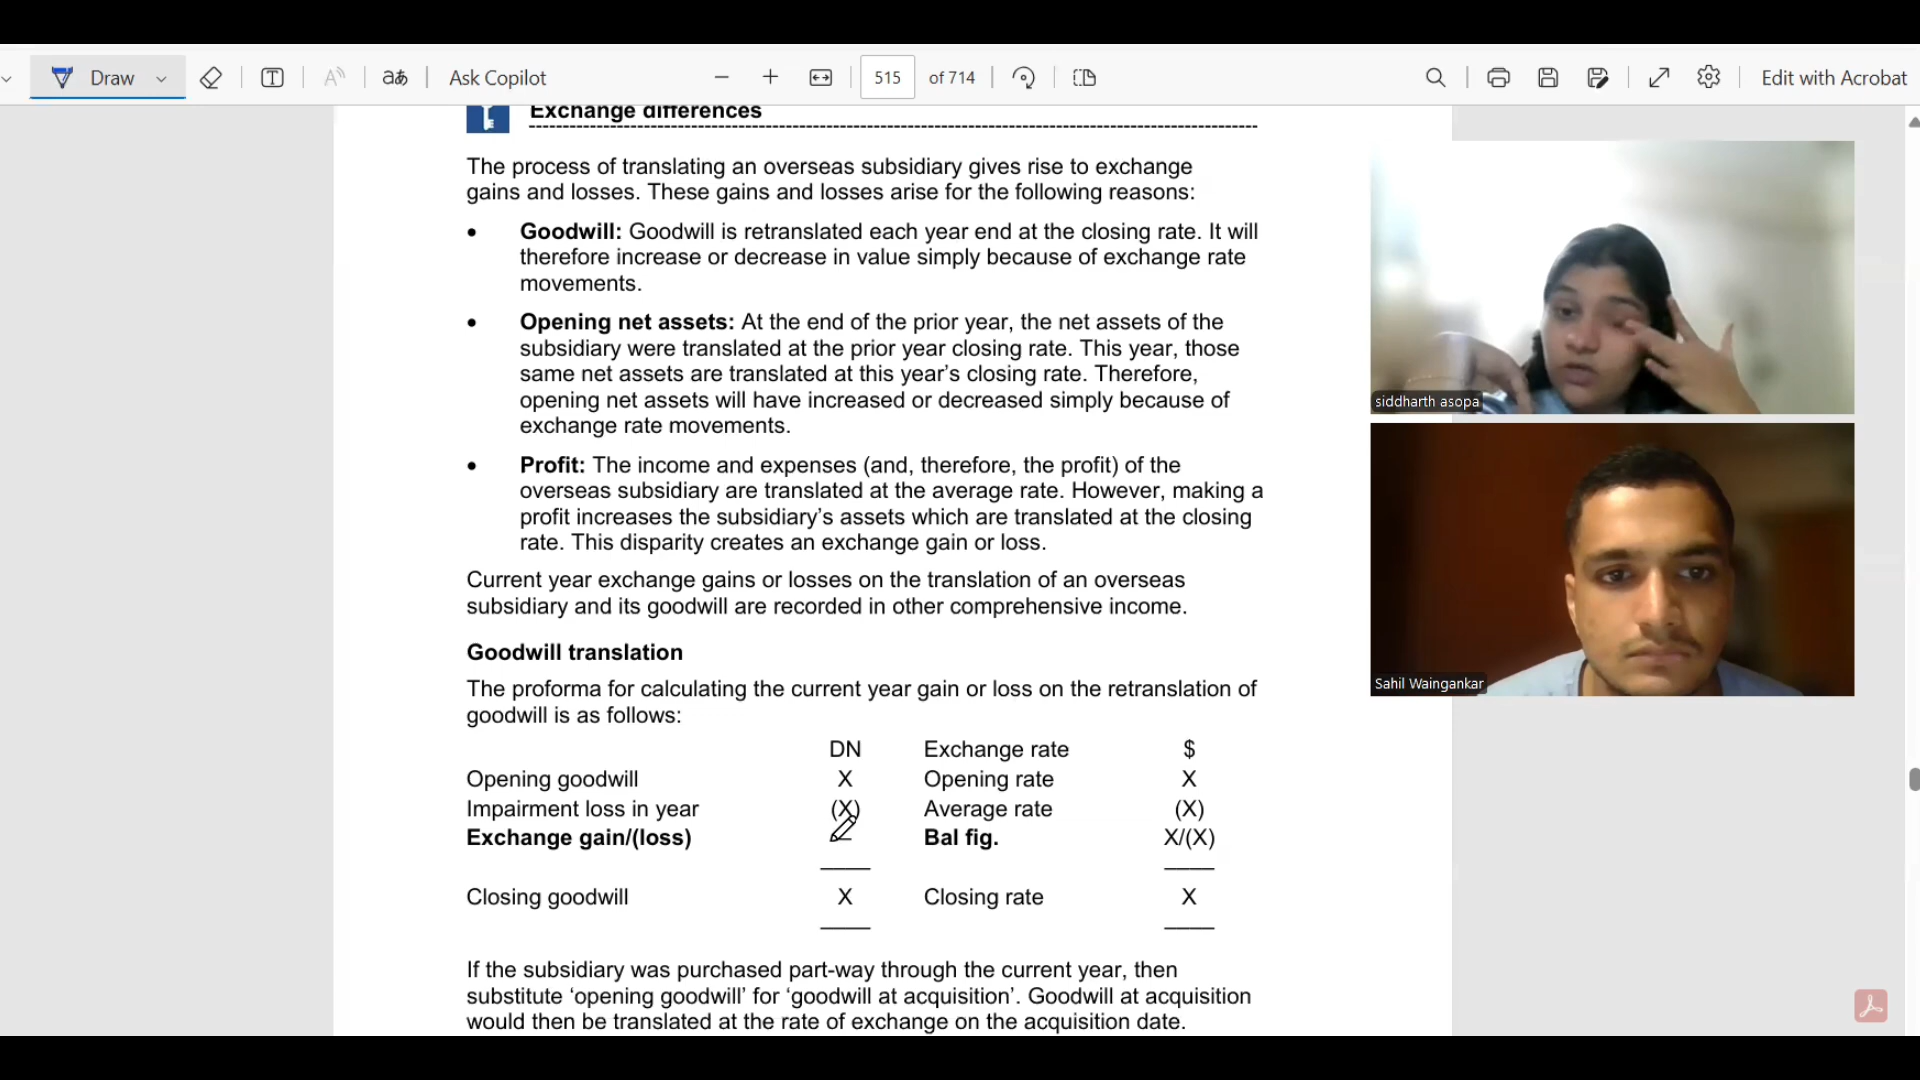 Draw
Ask Copilot
515 of 714
Edit with Acrobat
Exchange differences
The process of translating an overseas subsidiary gives rise to exchange
gains and losses. These gains and losses arise for the following reasons:
• Goodwill: Goodwill is retranslated each year end at the closing rate. It will
therefore increase or decrease in value simply because of exchange rate
movements.
• Opening net assets: At the end of the prior year, the net assets of the
subsidiary were translated at the prior year closing rate. This year, those
same net assets are translated at this year’s closing rate. Therefore,
opening net assets will have increased or decreased simply because of
exchange rate movements.
• Profit: The income and expenses (and, therefore, the profit) of the
overseas subsidiary are translated at the average rate. However, making a
profit increases the subsidiary’s assets which are translated at the closing
rate. This disparity creates an exchange gain or loss.
Current year exchange gains or losses on the translation of an overseas
subsidiary and its goodwill are recorded in other comprehensive income.
Goodwill translation
The proforma for calculating the current year gain or loss on the retranslation of
goodwill is as follows:
DN Exchange rate $
Opening goodwill X Opening rate X
Impairment loss in year (X) Average rate (X)
Exchange gain/(loss) Bal fig. X/(X)
Closing goodwill X Closing rate X
If the subsidiary was purchased part-way through the current year, then
substitute ‘opening goodwill’ for ‘goodwill at acquisition’. Goodwill at acquisition
would then be translated at the rate of exchange on the acquisition date.
siddharth asopa
Sahil Waingankar